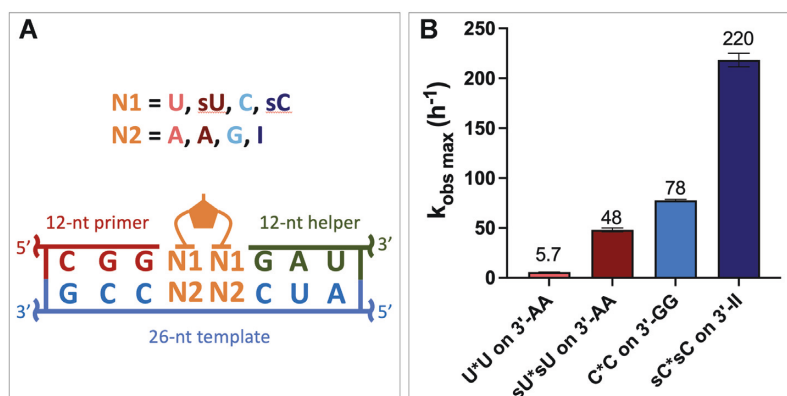 A
N1 = U, sU, C, sC
N2 = A, A, G, I
12-nt primer 12-nt helper
5' C G G N1 N1 G A U 3'
3' G C C N2 N2 C U A 5'
26-nt template
B
kobs max (h-1)
250
200
150
100
50
0
5.7
48
78
220
U*U on 3'-AA
sU*sU on 3'-AA
C*C on 3'-GG
sC*sC on 3'-II